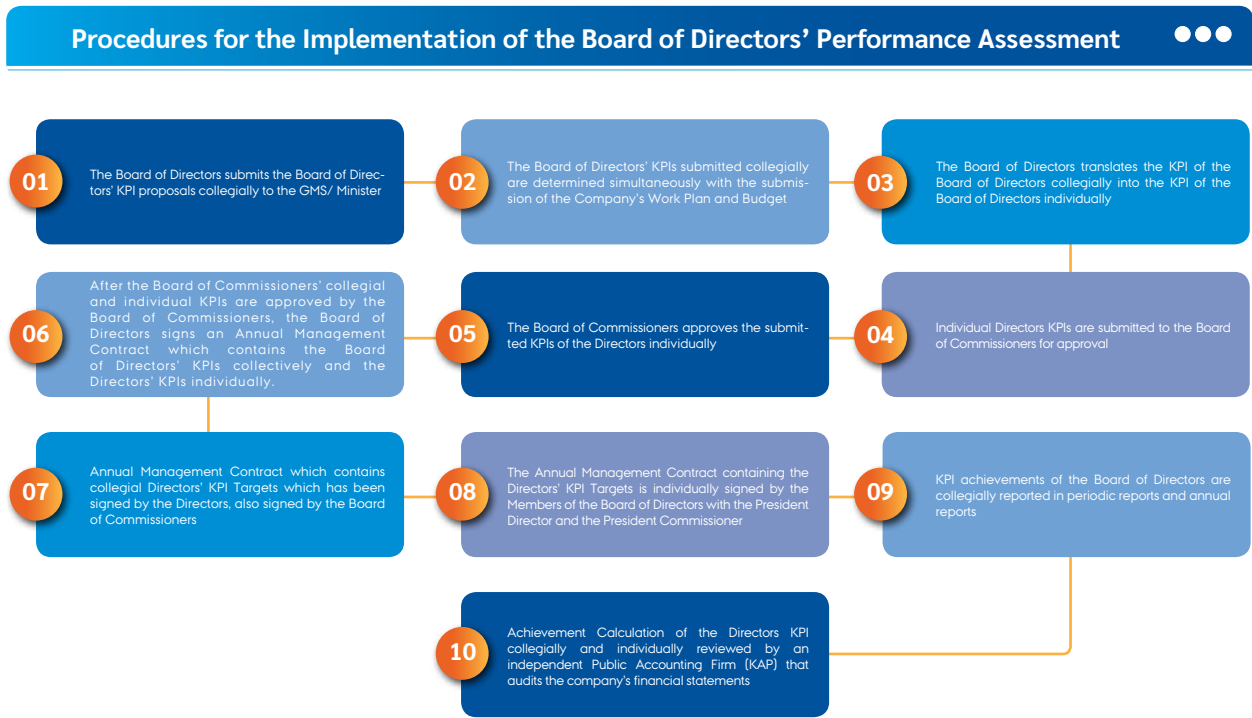 Procedures for the Implementation of the Board of Directors' Performance Assessment
01
The Board of Directors submits the Board of Direc-
tors' KPI proposals collegially to the GMS/ Minister
02
The Board of Directors' KPIs submitted collegially
are determined simultaneously with the submis-
sion of the Company's Work Plan and Budget
03
The Board of Directors translates the KPI of the
Board of Directors collegially into the KPI of the
Board of Directors individually
04
Individual Directors KPIs are submitted to the Board
of Commissioners for approval
05
The Board of Commissioners approves the submit-
ted KPIs of the Directors individually
06
After the Board of Commissioners' collegial
and individual KPIs are approved by the
Board of Commissioners, the Board of
Directors signs an Annual Management
Contract which contains the Board
of Directors' KPIs collectively and the
Directors' KPIs individually.
07
Annual Management Contract which contains
collegial Directors' KPI Targets which has been
signed by the Directors, also signed by the Board
of Commissioners
08
The Annual Management Contract containing the
Directors' KPI Targets is individually signed by the
Members of the Board of Directors with the President
Director and the President Commissioner
09
KPI achievements of the Board of Directors are
collegially reported in periodic reports and annual
reports
10
Achievement Calculation of the Directors KPI
collegially and individually reviewed by an
independent Public Accounting Firm (KAP) that
audits the company's financial statements